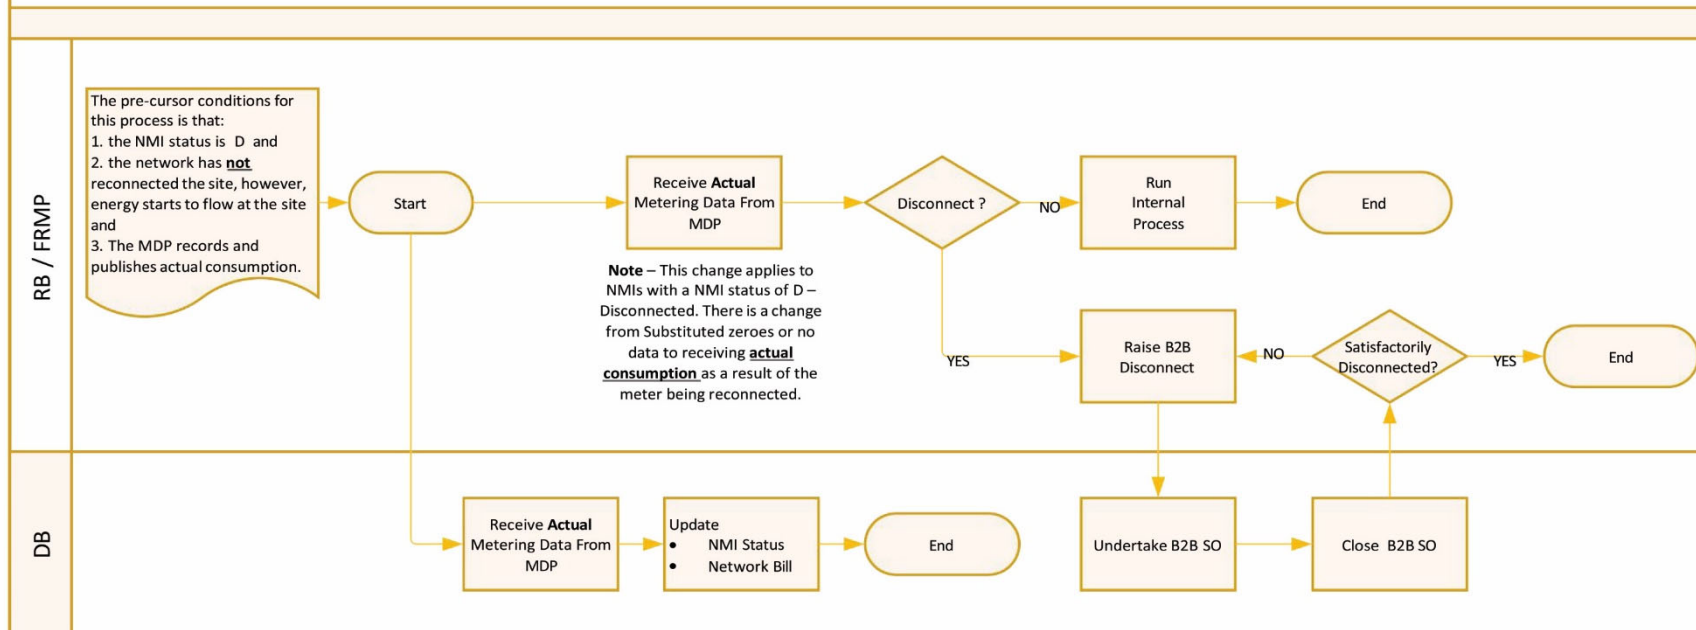 RB / FRMP
The pre-cursor conditions for
this process is that:
1. the NMI status is  D  and
2. the network has not
reconnected the site, however,
energy starts to flow at the site
and
3. The MDP records and
publishes actual consumption.
Start
Receive Actual
Metering Data From
MDP
Disconnect ?
NO
Run
Internal
Process
End
Note – This change applies to
NMIs with a NMI status of D –
Disconnected. There is a change
from Substituted zeroes or no
data to receiving actual
consumption as a result of the
meter being reconnected.
YES
Raise B2B
Disconnect
NO
Satisfactorily
Disconnected?
YES
End
DB
Receive Actual
Metering Data From
MDP
Update
• NMI Status
• Network Bill
End
Undertake B2B SO
Close  B2B SO